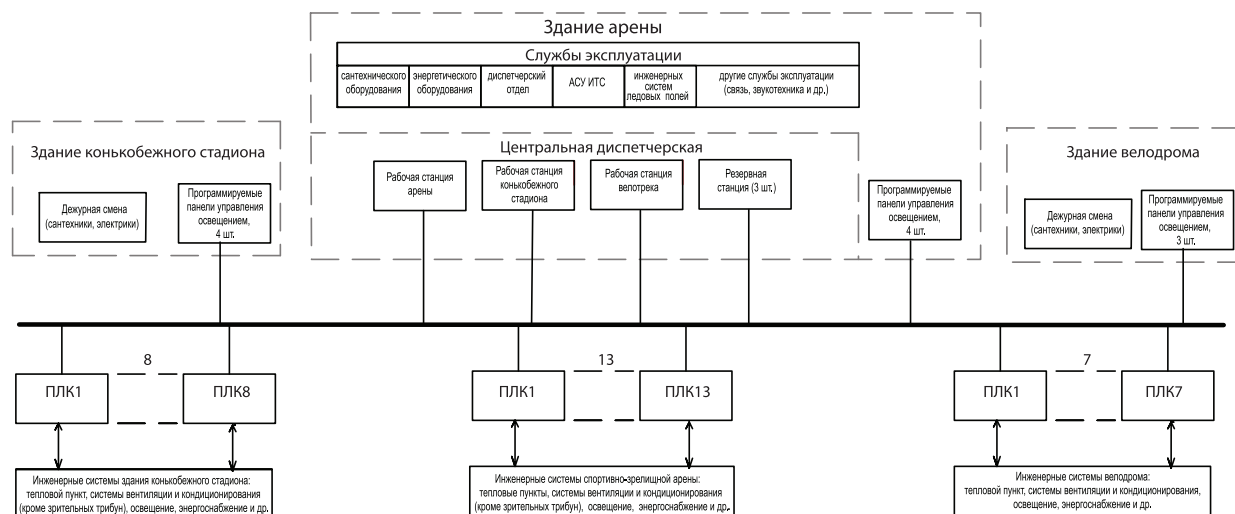 Здание арены
Службы эксплуатации
сантехнического
оборудования
энергетического
оборудования
диспетчерский
отдел
АСУ ИТС
инженерных
систем
ледовых полей
другие службы эксплуатации
(связь, звукотехника и др.)
Здание конькобежного стадиона
Дежурная смена
(сантехники, электрики)
Программируемые
панели управления
освещением,
4 шт.
Центральная диспетчерская
Рабочая станция
арены
Рабочая станция
конькобежного
стадиона
Рабочая станция
велотрека
Резервная
станция (3 шт.)
Программируемые
панели управления
освещением,
4 шт.
Здание велодрома
Дежурная смена
(сантехники, электрики)
Программируемые
панели управления
освещением,
3 шт.
8
ПЛК1
ПЛК8
13
ПЛК1
ПЛК13
7
ПЛК1
ПЛК7
Инженерные системы здания конькобежного стадиона:
тепловой пункт, системы вентиляции и кондиционирования
(кроме зрительных трибун), освещение, энергоснабжение и др.
Инженерные системы спортивно-зрелищной арены:
тепловые пункты, системы вентиляции и кондиционирования
(кроме зрительных трибун), освещение, энергоснабжение и др.
Инженерные системы велодрома:
тепловой пункт, системы вентиляции и кондиционирования,
освещение, энергоснабжение и др.